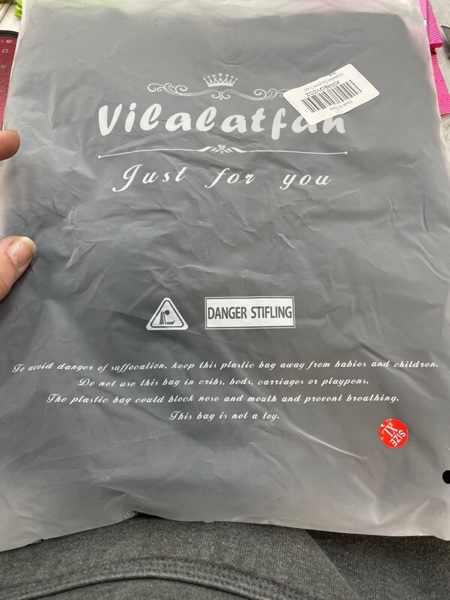 Vilalatfan
Just for you
DANGER STIFLING
To avoid danger of suffocation, keep this plastic bag away from babies and children.
Do not use this bag in cribs, beds, carriages or playpens.
The plastic bag could block nose and mouth and prevent breathing.
This bag is not a toy.
SIZE
XL